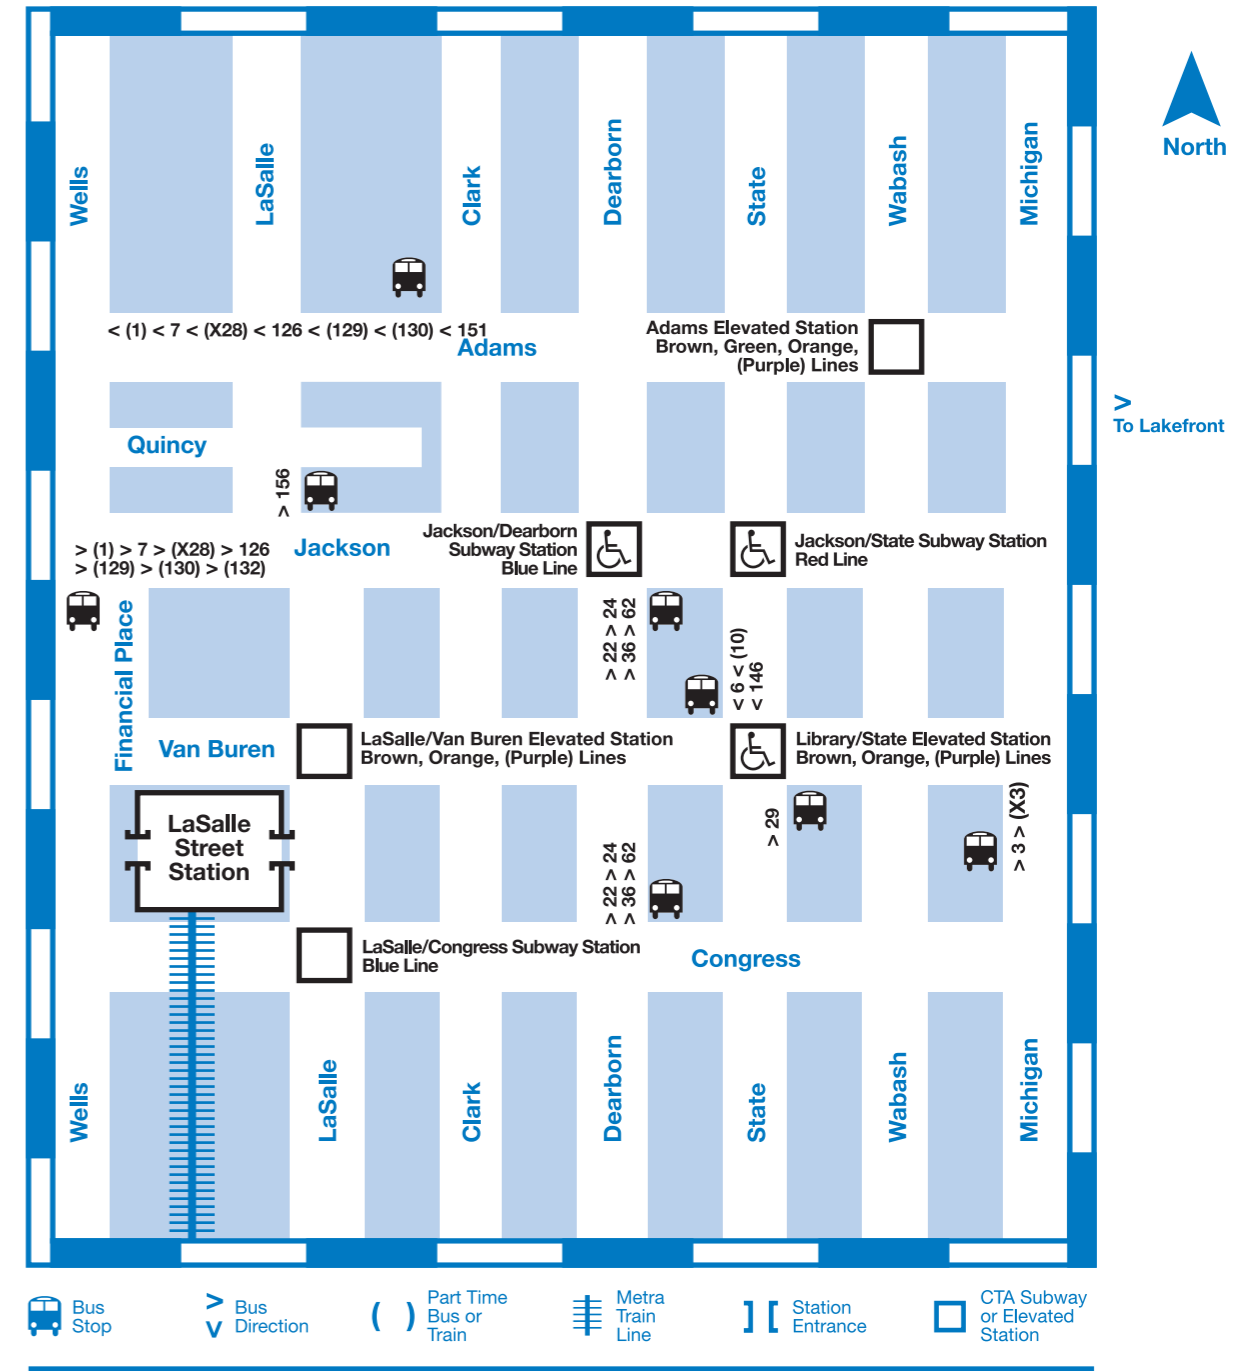 Wells
LaSalle
Clark
Dearborn
State
Wabash
Michigan
North
< (1) < 7 < (X28) < 126 < (129) < (130) < 151
Adams
Adams Elevated Station
Brown, Green, Orange,
(Purple) Lines
>
To Lakefront
Quincy
> 156
Jackson
> (1) > 7 > (X28) > 126
> (129) > (130) > (132)
Jackson/Dearborn
Subway Station
Blue Line
Jackson/State Subway Station
Red Line
Financial Place
> 22 > 24
> 36 > 62
< 6 < (10)
< 146
Van Buren
LaSalle/Van Buren Elevated Station
Brown, Orange, (Purple) Lines
Library/State Elevated Station
Brown, Orange, (Purple) Lines
LaSalle
Street
Station
> 22 > 24
> 36 > 62
> 29
> 3 > (X3)
LaSalle/Congress Subway Station
Blue Line
Congress
Wells
LaSalle
Clark
Dearborn
State
Wabash
Michigan
Bus
Stop
> Bus
> Direction
( ) Part Time
Bus or
Train
Metra
Train
Line
] [ Station
Entrance
CTA Subway
or Elevated
Station